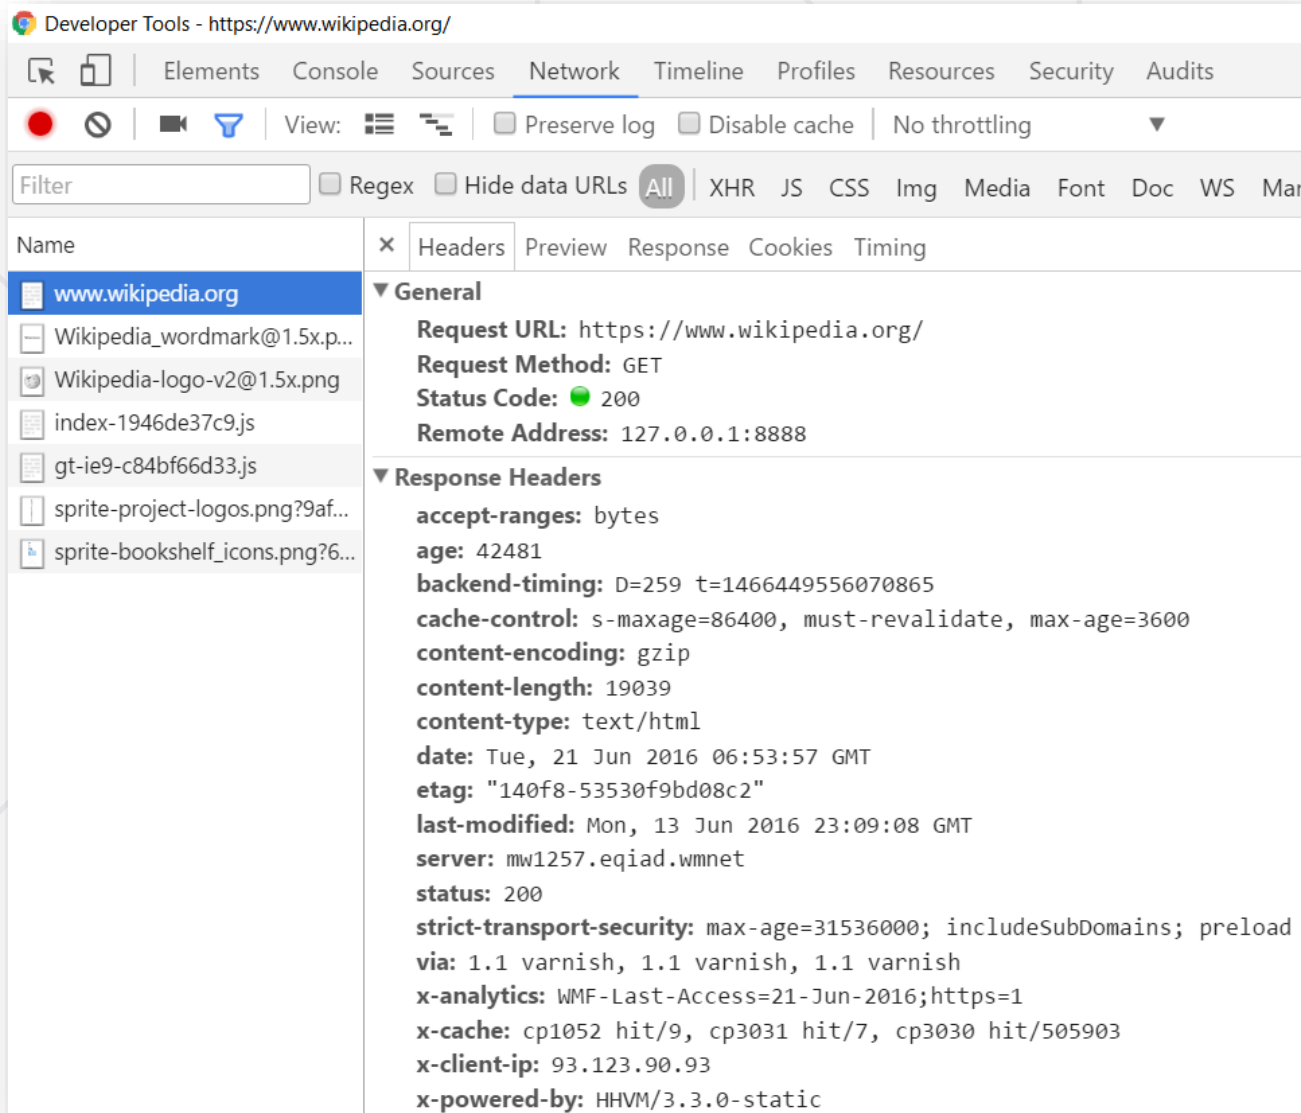 Developer Tools - https://www.wikipedia.org/
Elements Console Sources Network Timeline Profiles Resources Security Audits
View: Preserve log Disable cache No throttling
Filter Regex Hide data URLs All XHR JS CSS Img Media Font Doc WS Man
Name
www.wikipedia.org
Wikipedia_wordmark@1.5x.p...
Wikipedia-logo-v2@1.5x.png
index-1946de37c9.js
gt-ie9-c84bf66d33.js
sprite-project-logos.png?9af...
sprite-bookshelf_icons.png?6...
× Headers Preview Response Cookies Timing
General
Request URL: https://www.wikipedia.org/
Request Method: GET
Status Code: 200
Remote Address: 127.0.0.1:8888
Response Headers
accept-ranges: bytes
age: 42481
backend-timing: D=259 t=1466449556070865
cache-control: s-maxage=86400, must-revalidate, max-age=3600
content-encoding: gzip
content-length: 19039
content-type: text/html
date: Tue, 21 Jun 2016 06:53:57 GMT
etag: "140f8-53530f9bd08c2"
last-modified: Mon, 13 Jun 2016 23:09:08 GMT
server: mw1257.eqiad.wmnet
status: 200
strict-transport-security: max-age=31536000; includeSubDomains; preload
via: 1.1 varnish, 1.1 varnish, 1.1 varnish
x-analytics: WMF-Last-Access=21-Jun-2016;https=1
x-cache: cp1052 hit/9, cp3031 hit/7, cp3030 hit/505903
x-client-ip: 93.123.90.93
x-powered-by: HHVM/3.3.0-static